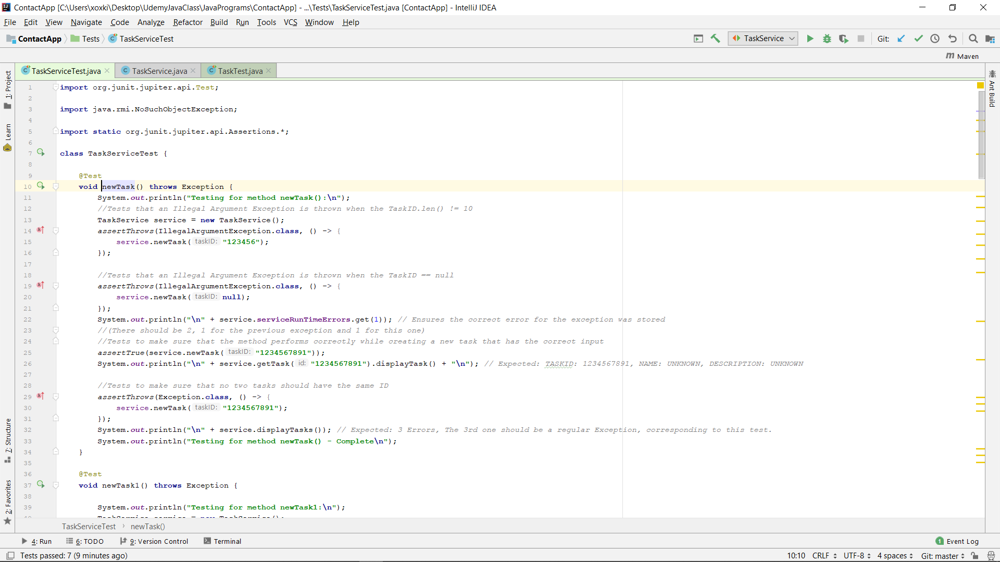 ContactApp [C:\Users\xoxki\Desktop\UdemyJavaClass\JavaPrograms\ContactApp] - ...\Tests\TaskServiceTest.java [ContactApp] - IntelliJ IDEA
File Edit View Navigate Code Analyze Refactor Build Run Tools VCS Window Help
ContactApp Tests TaskServiceTest TaskService Git:
Maven
TaskServiceTest.java TaskService.java TaskTest.java
1: Project
Learn
7: Structure
2: Favorites
Ant Build
1 import org.junit.jupiter.api.Test;
2
3 import java.rmi.NoSuchObjectException;
4
5 import static org.junit.jupiter.api.Assertions.*;
6
7 class TaskServiceTest {
8
9 @Test
10 void newTask() throws Exception {
11 System.out.println("Testing for method newTask():\n");
12 //Tests that an Illegal Argument Exception is thrown when the TaskID.len() != 10
13 TaskService service = new TaskService();
14 assertThrows(IllegalArgumentException.class, () -> {
15 service.newTask( taskID: "123456");
16 });
17
18 //Tests that an Illegal Argument Exception is thrown when the TaskID == null
19 assertThrows(IllegalArgumentException.class, () -> {
20 service.newTask( taskID: null);
21 });
22 System.out.println("\n" + service.serviceRunTimeErrors.get(1)); // Ensures the correct error for the exception was stored
23 //(There should be 2, 1 for the previous exception and 1 for this one)
24 //Tests to make sure that the method performs correctly while creating a new task that has the correct input
25 assertTrue(service.newTask( taskID: "1234567891"));
26 System.out.println("\n" + service.getTask( id: "1234567891").displayTask() + "\n"); // Expected: TASKID: 1234567891, NAME: UNKNOWN, DESCRIPTION: UNKNOWN
27
28 //Tests to make sure that no two tasks should have the same ID
29 assertThrows(Exception.class, () -> {
30 service.newTask( taskID: "1234567891");
31 });
32 System.out.println("\n" + service.displayTasks()); // Expected: 3 Errors, The 3rd one should be a regular Exception, corresponding to this test.
33 System.out.println("Testing for method newTask() - Complete\n");
34 }
35
36 @Test
37 void newTask1() throws Exception {
38
39 System.out.println("Testing for method newTask1:\n");
TaskServiceTest newTask()
4: Run 6: TODO 9: Version Control Terminal 1 Event Log
Tests passed: 7 (9 minutes ago) 10:10 CRLF UTF-8 4 spaces Git: master